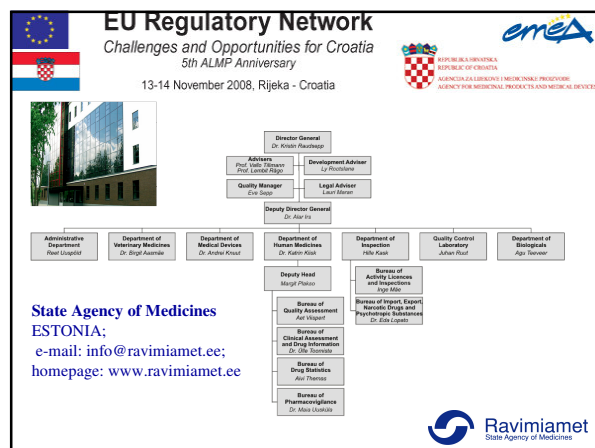 EU Regulatory Network
Challenges and Opportunities for Croatia
5th ALMP Anniversary
13-14 November 2008, Rijeka - Croatia
emeA
REPUBLIKA HRVATSKA
REPUBLIC OF CROATIA
AGENCIJA ZA LIJEKOVE I MEDICINSKE PROIZVODE
AGENCY FOR MEDICINAL PRODUCTS AND MEDICAL DEVICES
Director General
Dr. Kristin Raudsepp
Advisers
Prof. Vallo Tillmann
Prof. Lembit Rägo
Development Adviser
Ly Rootslane
Quality Manager
Eve Sepp
Legal Adviser
Lauri Maran
Deputy Director General
Dr. Alar Irs
Administrative
Department
Reet Uusptld
Department of
Veterinary Medicines
Dr. Birgit Aasmäe
Department of
Medical Devices
Dr. Andrei Knoul
Department of
Human Medicines
Dr. Katrin Kiisk
Department of
Inspection
Hille Kask
Quality Control
Laboratory
Juhan Ruut
Department of
Biologicals
Agu Tsevaer
Deputy Head
Margit Plakso
Bureau of
Activity Licences
and Inspections
Inge Mäe
Bureau of Import, Export,
Narcotic Drugs and
Psychotropic Substances
Dr. Eda Lopato
Bureau of
Quality Assessment
Aet Viispert
Bureau of
Clinical Assessment
and Drug Information
Dr. Ülle Toomiste
Bureau of
Drug Statistics
Aivi Themas
Bureau of
Pharmacovigilance
Dr. Maia Uusküla
State Agency of Medicines
ESTONIA;
e-mail: info@ravimiamet.ee;
homepage: www.ravimiamet.ee
Ravimiamet
State Agency of Medicines